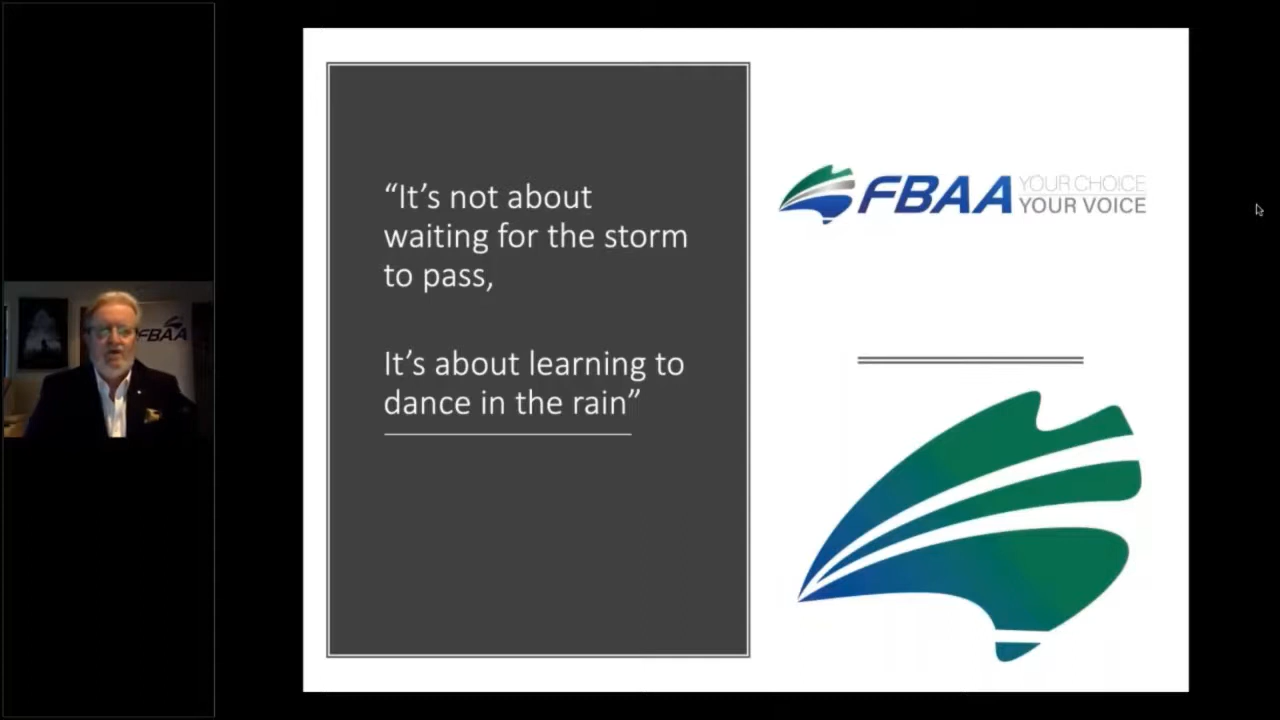 “It’s not about
waiting for the storm
to pass,
It’s about learning to
dance in the rain”
FBAA
YOUR CHOICE
YOUR VOICE
FBAA